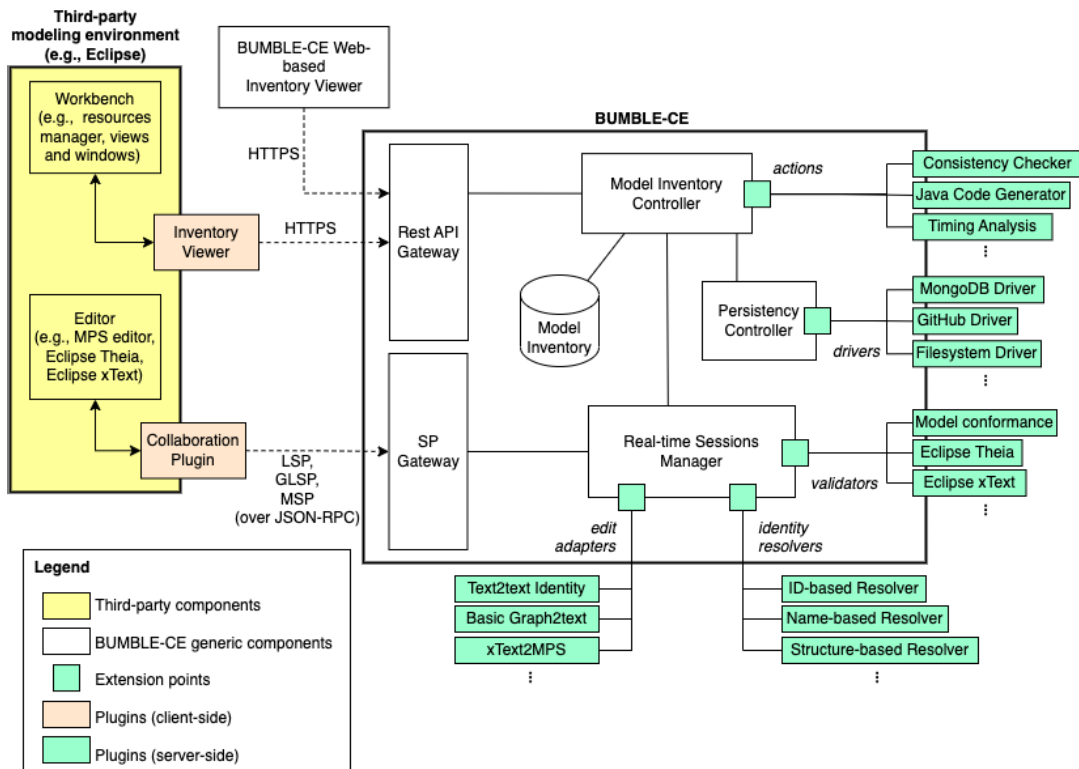 Third-party
modeling environment
(e.g., Eclipse)
Workbench
(e.g., resources
manager, views
and windows)
Inventory
Viewer
Editor
(e.g., MPS editor,
Eclipse Theia,
Eclipse xText)
Collaboration
Plugin
BUMBLE-CE Web-
based
Inventory Viewer
HTTPS
HTTPS
LSP,
GLSP,
MSP
(over JSON-RPC)
BUMBLE-CE
Rest API
Gateway
SP
Gateway
Model Inventory
Controller
Model
Inventory
Persistency
Controller
Real-time Sessions
Manager
actions
Consistency Checker
Java Code Generator
Timing Analysis
...
drivers
MongoDB Driver
GitHub Driver
Filesystem Driver
...
validators
Model conformance
Eclipse Theia
Eclipse xText
...
edit
adapters
Text2text Identity
Basic Graph2text
xText2MPS
...
identity
resolvers
ID-based Resolver
Name-based Resolver
Structure-based Resolver
...
Legend
Third-party components
BUMBLE-CE generic components
Extension points
Plugins (client-side)
Plugins (server-side)